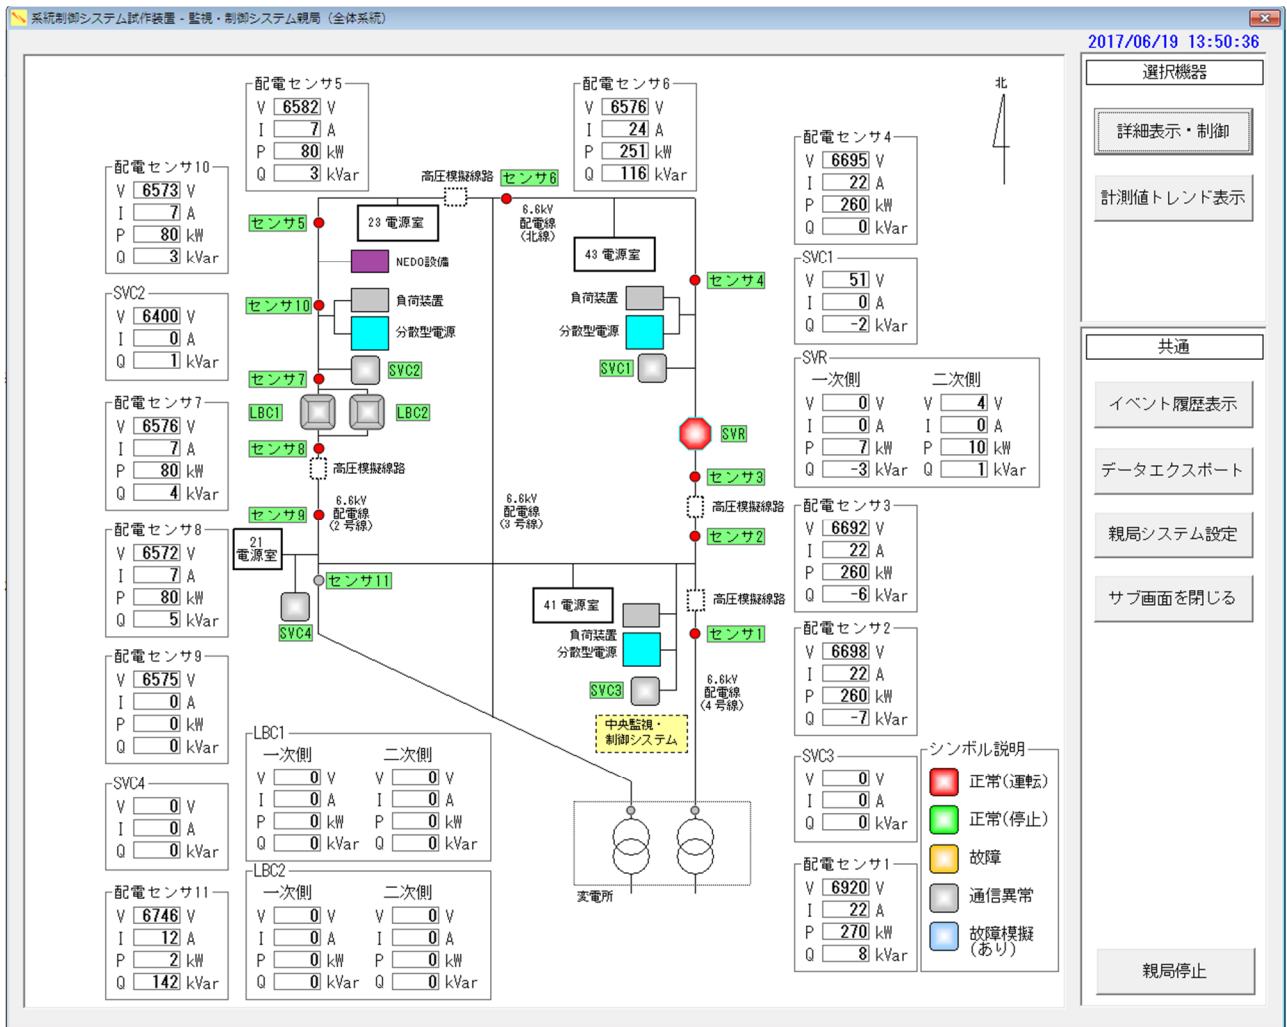 系統制御システム試作装置 - 監視・制御システム親局（全体系統）
2017/06/19 13:50:36
選択機器
詳細表示・制御
計測値トレンド表示
共通
イベント履歴表示
データエクスポート
親局システム設定
サブ画面を閉じる
親局停止
配電センサ5
V 6582 V
I 7 A
P 80 kW
Q 3 kVar
配電センサ6
V 6576 V
I 24 A
P 251 kW
Q 116 kVar
北
配電センサ10
V 6573 V
I 7 A
P 80 kW
Q 3 kVar
SVC2
V 6400 V
I 0 A
Q 1 kVar
配電センサ7
V 6576 V
I 7 A
P 80 kW
Q 4 kVar
配電センサ8
V 6572 V
I 7 A
P 80 kW
Q 5 kVar
配電センサ9
V 6575 V
I 0 A
P 0 kW
Q 0 kVar
SVC4
V 0 V
I 0 A
Q 0 kVar
配電センサ11
V 6746 V
I 12 A
P 2 kW
Q 142 kVar
LBC1
一次側 二次側
V 0 V V 0 V
I 0 A I 0 A
P 0 kW P 0 kW
Q 0 kVar Q 0 kVar
LBC2
一次側 二次側
V 0 V V 0 V
I 0 A I 0 A
P 0 kW P 0 kW
Q 0 kVar Q 0 kVar
高圧模擬線路
センサ6
センサ5
23 電源室
6.6kV
配電線
(北線)
43 電源室
NEDO設備
センサ4
センサ10
負荷装置
分散型電源
負荷装置
分散型電源
センサ7
SVC2
SVC1
LBC1
LBC2
SVR
センサ8
高圧模擬線路
センサ3
6.6kV
配電線
(2号線)
6.6kV
配電線
(3号線)
高圧模擬線路
センサ9
センサ2
21
電源室
センサ11
41 電源室
高圧模擬線路
SVC4
負荷装置
分散型電源
センサ1
SVC3
6.6kV
配電線
(4号線)
中央監視・
制御システム
変電所
配電センサ4
V 6695 V
I 22 A
P 260 kW
Q 0 kVar
SVC1
V 51 V
I 0 A
Q -2 kVar
SVR
一次側 二次側
V 0 V V 4 V
I 0 A I 0 A
P 7 kW P 10 kW
Q -3 kVar Q 1 kVar
配電センサ3
V 6692 V
I 22 A
P 260 kW
Q -6 kVar
配電センサ2
V 6698 V
I 22 A
P 260 kW
Q -7 kVar
SVC3
V 0 V
I 0 A
Q 0 kVar
配電センサ1
V 6920 V
I 22 A
P 270 kW
Q 8 kVar
シンボル説明
正常(運転)
正常(停止)
故障
通信異常
故障模擬
(あり)